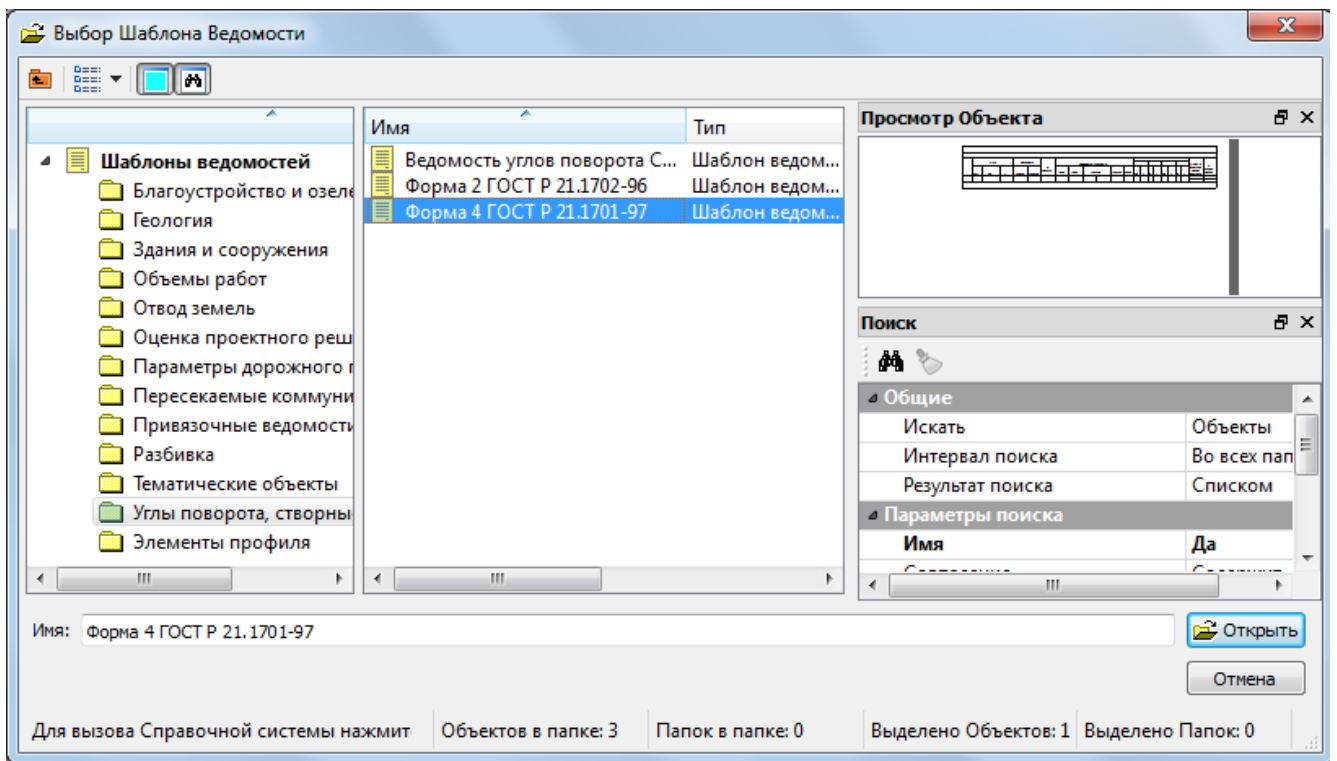 Выбор Шаблона Ведомости
Имя
Тип
Шаблоны ведомостей
Благоустройство и озеле
Геология
Здания и сооружения
Объемы работ
Отвод земель
Оценка проектного реш
Параметры дорожного п
Пересекаемые коммуни
Привязочные ведомости
Разбивка
Тематические объекты
Углы поворота, створны
Элементы профиля
Ведомость углов поворота С... Шаблон ведом...
Форма 2 ГОСТ Р 21.1702-96 Шаблон ведом...
Форма 4 ГОСТ Р 21.1701-97 Шаблон ведом...
Просмотр Объекта
Поиск
Общие
Искать Объекты
Интервал поиска Во всех пап
Результат поиска Списком
Параметры поиска
Имя Да
Имя: Форма 4 ГОСТ Р 21.1701-97
Открыть
Отмена
Для вызова Справочной системы нажмит Объектов в папке: 3 Папок в папке: 0 Выделено Объектов: 1 Выделено Папок: 0